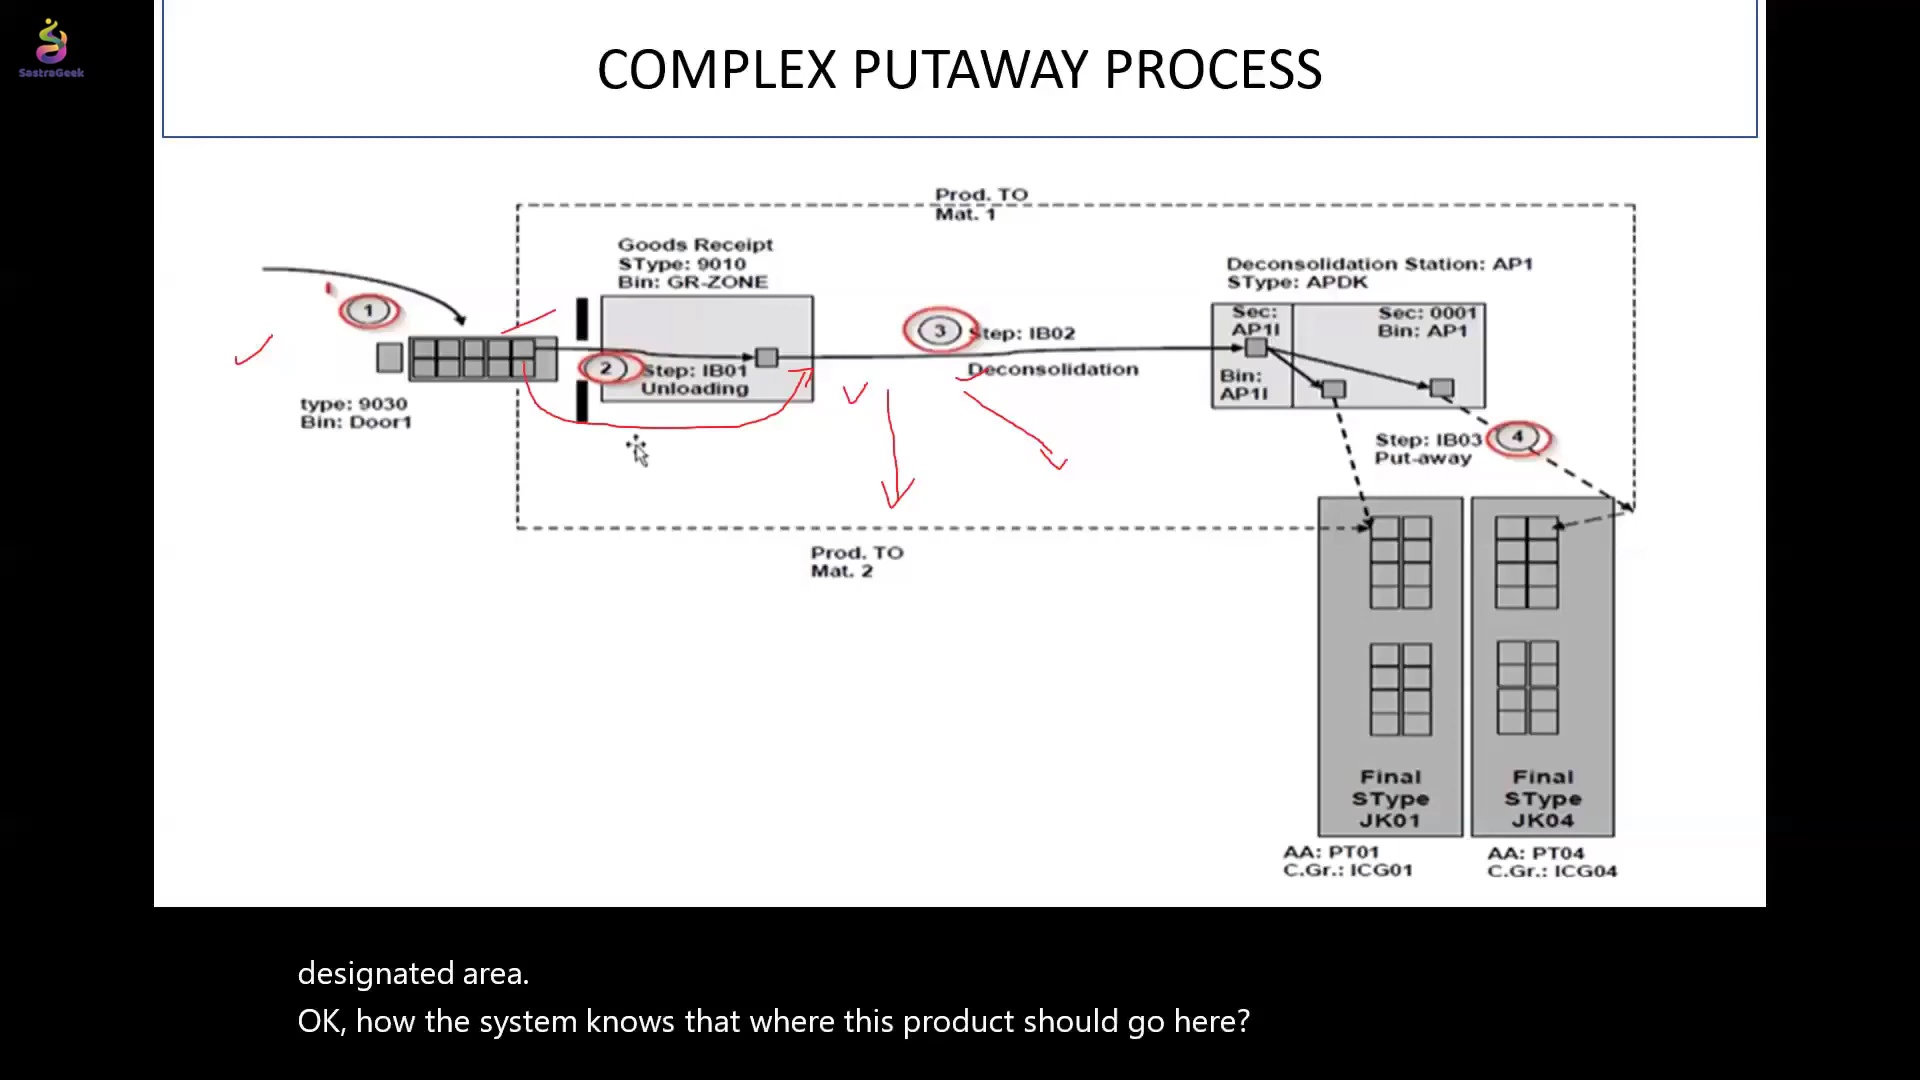 SastraGeek
COMPLEX PUTAWAY PROCESS
Prod. TO
Mat. 1
Goods Receipt
SType: 9010
Bin: GR-ZONE
Deconsolidation Station: AP1
SType: APDK
1
Sec:
AP1I
Sec: 0001
Bin: AP1
3
Step: IB02
Deconsolidation
2
Step: IB01
Unloading
Bin:
AP1I
type: 9030
Bin: Door1
Step: IB03
Put-away
4
Prod. TO
Mat. 2
Final
SType
JK01
Final
SType
JK04
AA: PT01
C.Gr.: ICG01
AA: PT04
C.Gr.: ICG04
designated area.
OK, how the system knows that where this product should go here?